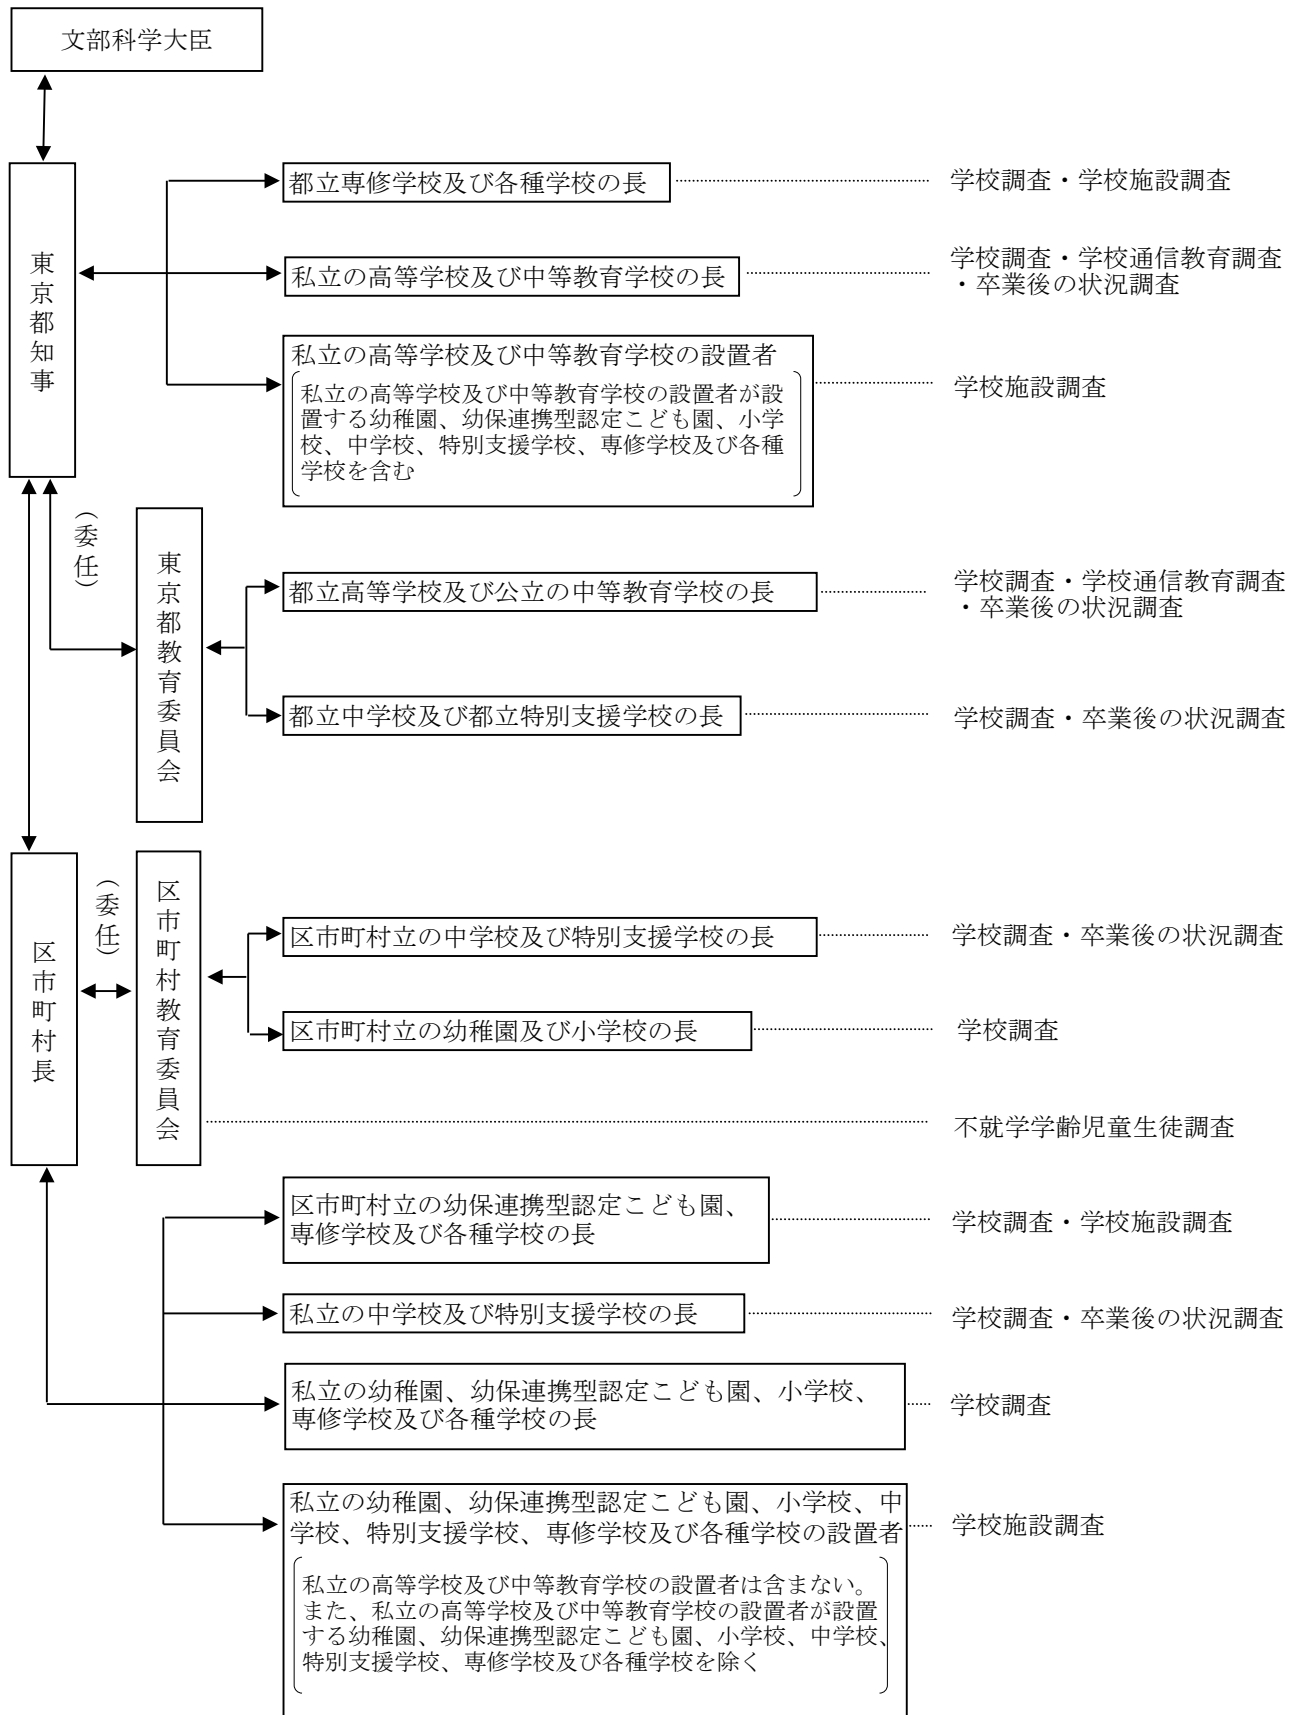 文部科学大臣
東京都知事
都立専修学校及び各種学校の長
学校調査・学校施設調査
私立の高等学校及び中等教育学校の長
学校調査・学校通信教育調査
・卒業後の状況調査
私立の高等学校及び中等教育学校の設置者
私立の高等学校及び中等教育学校の設置者が設
置する幼稚園、幼保連携型認定こども園、小学
校、中学校、特別支援学校、専修学校及び各種
学校を含む
学校施設調査
(委任)
東京都教育委員会
都立高等学校及び公立の中等教育学校の長
学校調査・学校通信教育調査
・卒業後の状況調査
都立中学校及び都立特別支援学校の長
学校調査・卒業後の状況調査
区市町村長
(委任)
区市町村教育委員会
区市町村立の中学校及び特別支援学校の長
学校調査・卒業後の状況調査
区市町村立の幼稚園及び小学校の長
学校調査
不就学学齢児童生徒調査
区市町村立の幼保連携型認定こども園、
専修学校及び各種学校の長
学校調査・学校施設調査
私立の中学校及び特別支援学校の長
学校調査・卒業後の状況調査
私立の幼稚園、幼保連携型認定こども園、小学校、
専修学校及び各種学校の長
学校調査
私立の幼稚園、幼保連携型認定こども園、小学校、中
学校、特別支援学校、専修学校及び各種学校の設置者
学校施設調査
私立の高等学校及び中等教育学校の設置者は含まない。
また、私立の高等学校及び中等教育学校の設置者が設置
する幼稚園、幼保連携型認定こども園、小学校、中学校、
特別支援学校、専修学校及び各種学校を除く